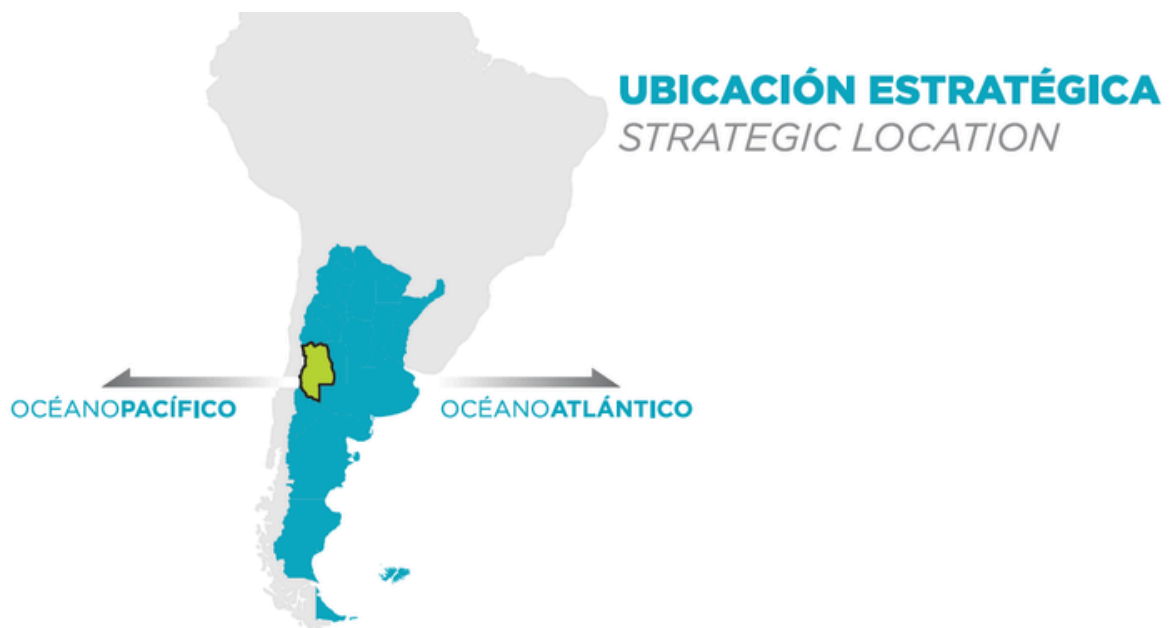 UBICACIÓN ESTRATÉGICA
STRATEGIC LOCATION
OCÉANOPACÍFICO
OCÉANOATLÁNTICO